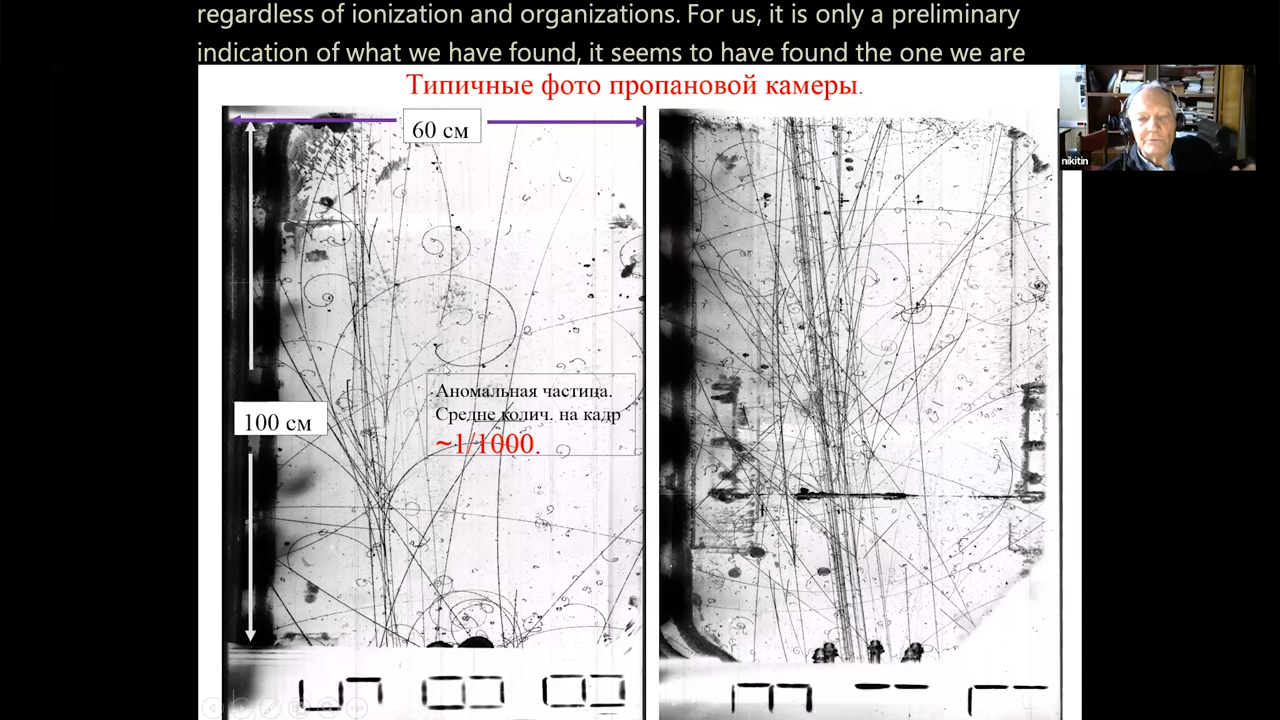 regardless of ionization and organizations. For us, it is only a preliminary
indication of what we have found, it seems to have found the one we are
Типичные фото пропановой камеры.
60 см
nikitin
Аномальная частица.
Средне колич. на кадр
~1/1000.
100 см